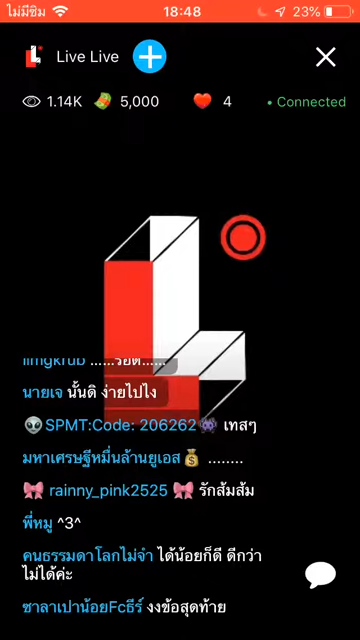 ไม่มีซิม 18:48 23%
Live Live
1.14K 5,000 4 • Connected
limgkrub ......รอด......
นายเจ นั้นดิ ง่ายไปไง
SPMT:Code: 206262 เทสๆ
มหาเศรษฐีหมื่นล้านยูเอส ........
rainny_pink2525 รักส้มส้ม
พี่หมู ^3^
คนธรรมดาโลกไม่จำ ได้น้อยก็ดี ดีกว่า
ไม่ได้ค่ะ
ซาลาเปาน้อยFcธีร์ งงข้อสุดท้าย